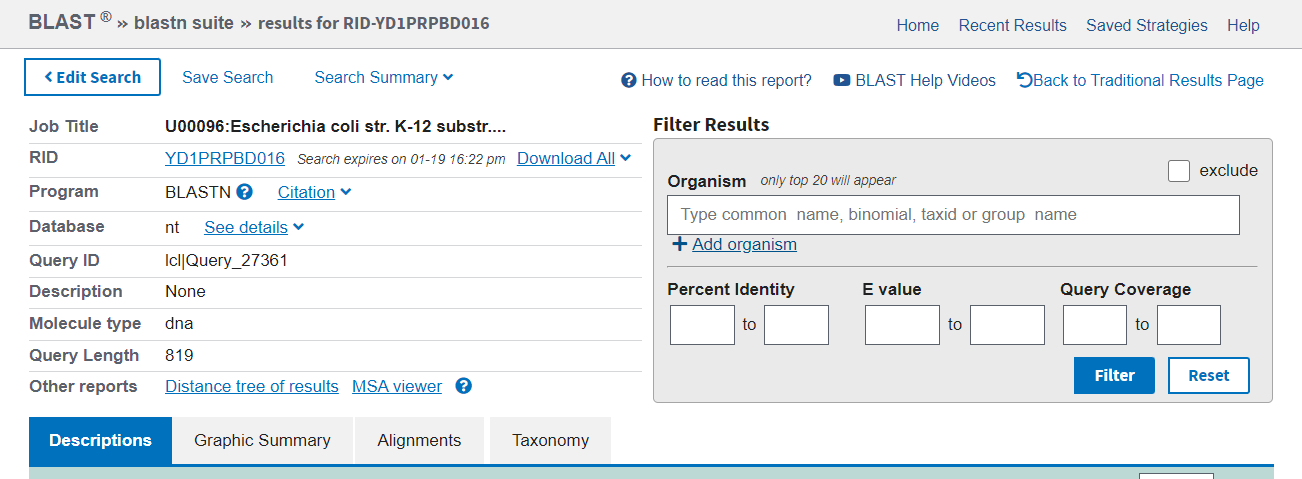 BLAST ® » blastn suite » results for RID-YD1PRPBD016
Home Recent Results Saved Strategies Help
Edit Search Save Search Search Summary
How to read this report? BLAST Help Videos Back to Traditional Results Page
Job Title U00096:Escherichia coli str. K-12 substr....
RID YD1PRPBD016 Search expires on 01-19 16:22 pm Download All
Program BLASTN Citation
Database nt See details
Query ID lcl|Query_27361
Description None
Molecule type dna
Query Length 819
Other reports Distance tree of results MSA viewer
Filter Results
Organism only top 20 will appear exclude
Type common name, binomial, taxid or group name
Add organism
Percent Identity E value Query Coverage
to to to
Filter Reset
Descriptions Graphic Summary Alignments Taxonomy